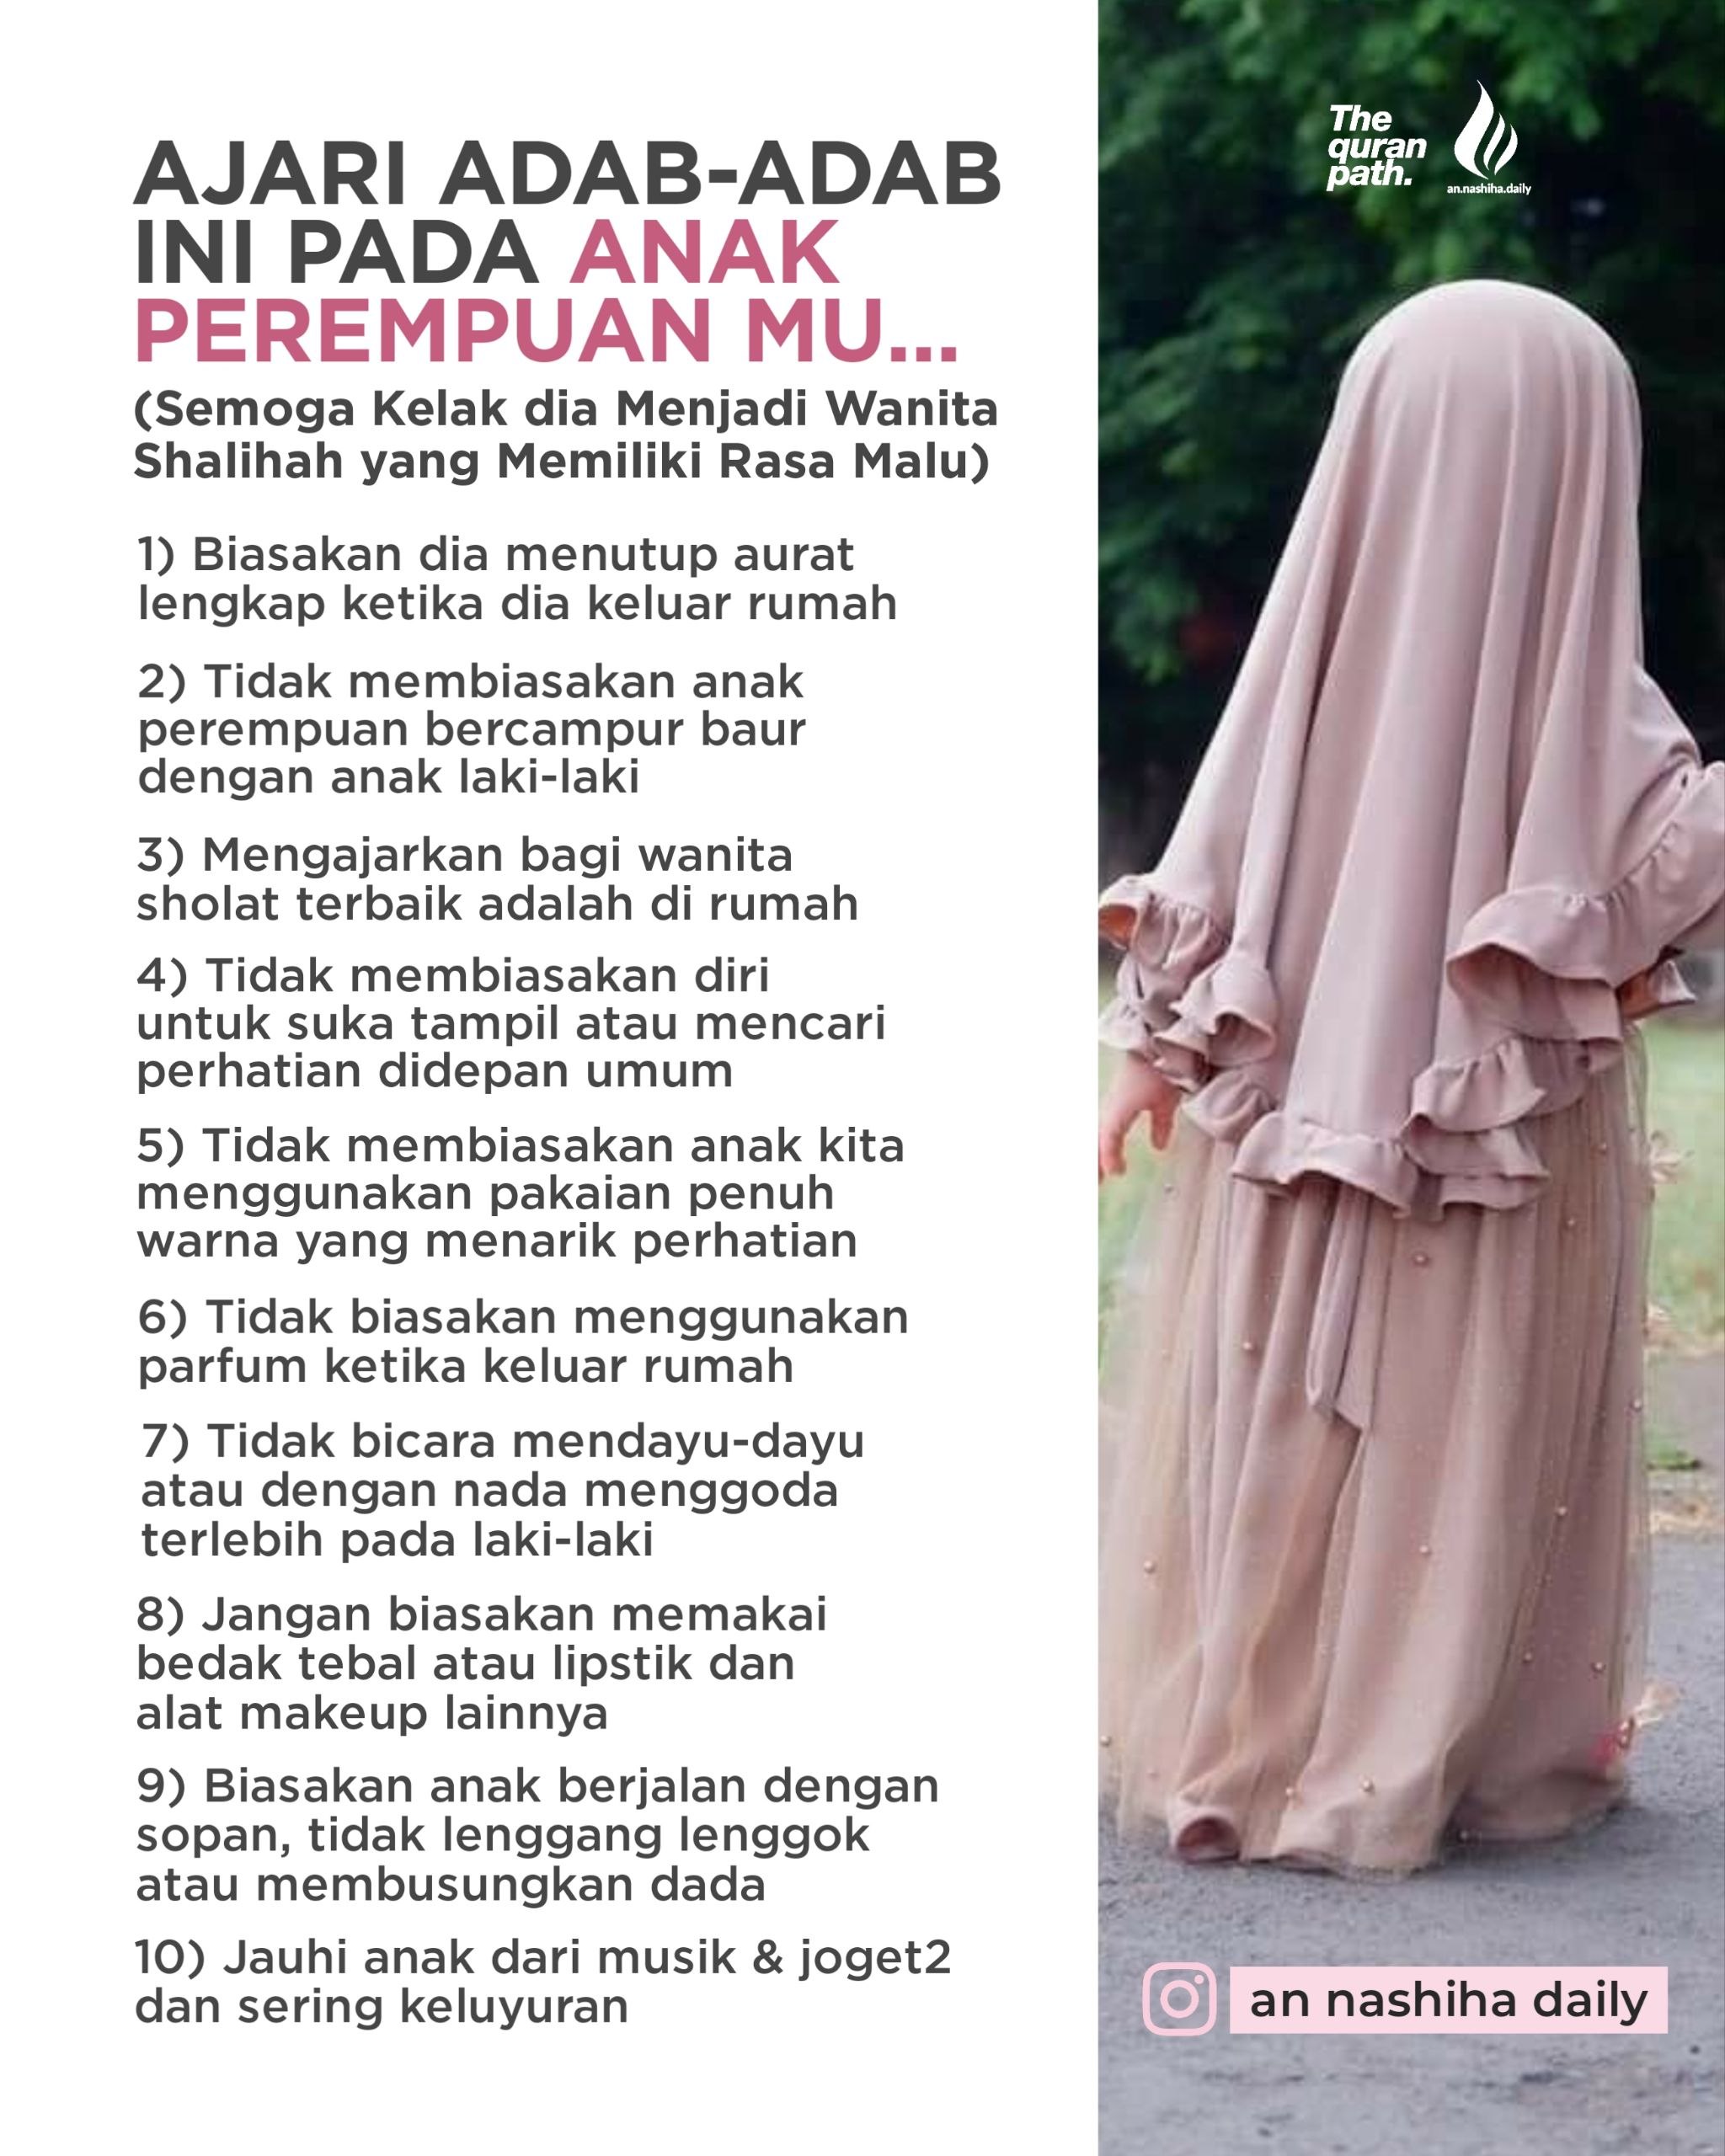 AJARI ADAB-ADAB
INI PADA ANAK
PEREMPUAN MU...
(Semoga Kelak dia Menjadi Wanita
Shalihah yang Memiliki Rasa Malu)
1) Biasakan dia menutup aurat
lengkap ketika dia keluar rumah
2) Tidak membiasakan anak
perempuan bercampur baur
dengan anak laki-laki
3) Mengajarkan bagi wanita
sholat terbaik adalah di rumah
4) Tidak membiasakan diri
untuk suka tampil atau mencari
perhatian didepan umum
5) Tidak membiasakan anak kita
menggunakan pakaian penuh
warna yang menarik perhatian
6) Tidak biasakan menggunakan
parfum ketika keluar rumah
7) Tidak bicara mendayu-dayu
atau dengan nada menggoda
terlebih pada laki-laki
8) Jangan biasakan memakai
bedak tebal atau lipstik dan
alat makeup lainnya
9) Biasakan anak berjalan dengan
sopan, tidak lenggang lenggok
atau membusungkan dada
10) Jauhi anak dari musik & joget2
dan sering keluyuran
The
quran
path.
an.nashiha.daily
an nashiha daily